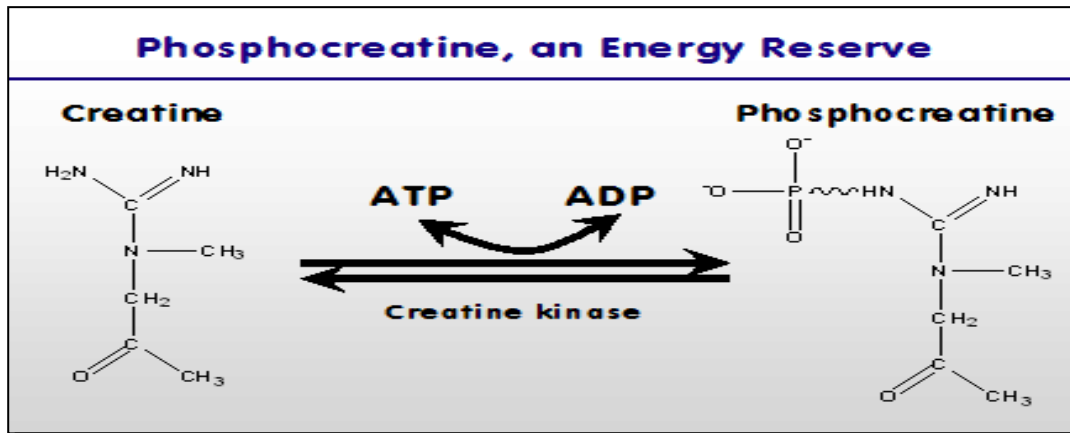 Phosphocreatine, an Energy Reserve
Creatine
Phosphocreatine
H₂N
NH
C
N
CH₃
CH₂
C
O
CH₃
ATP
ADP
Creatine kinase
O⁻
⁻O
P
HN
NH
O
C
N
CH₃
CH₂
C
O
CH₃